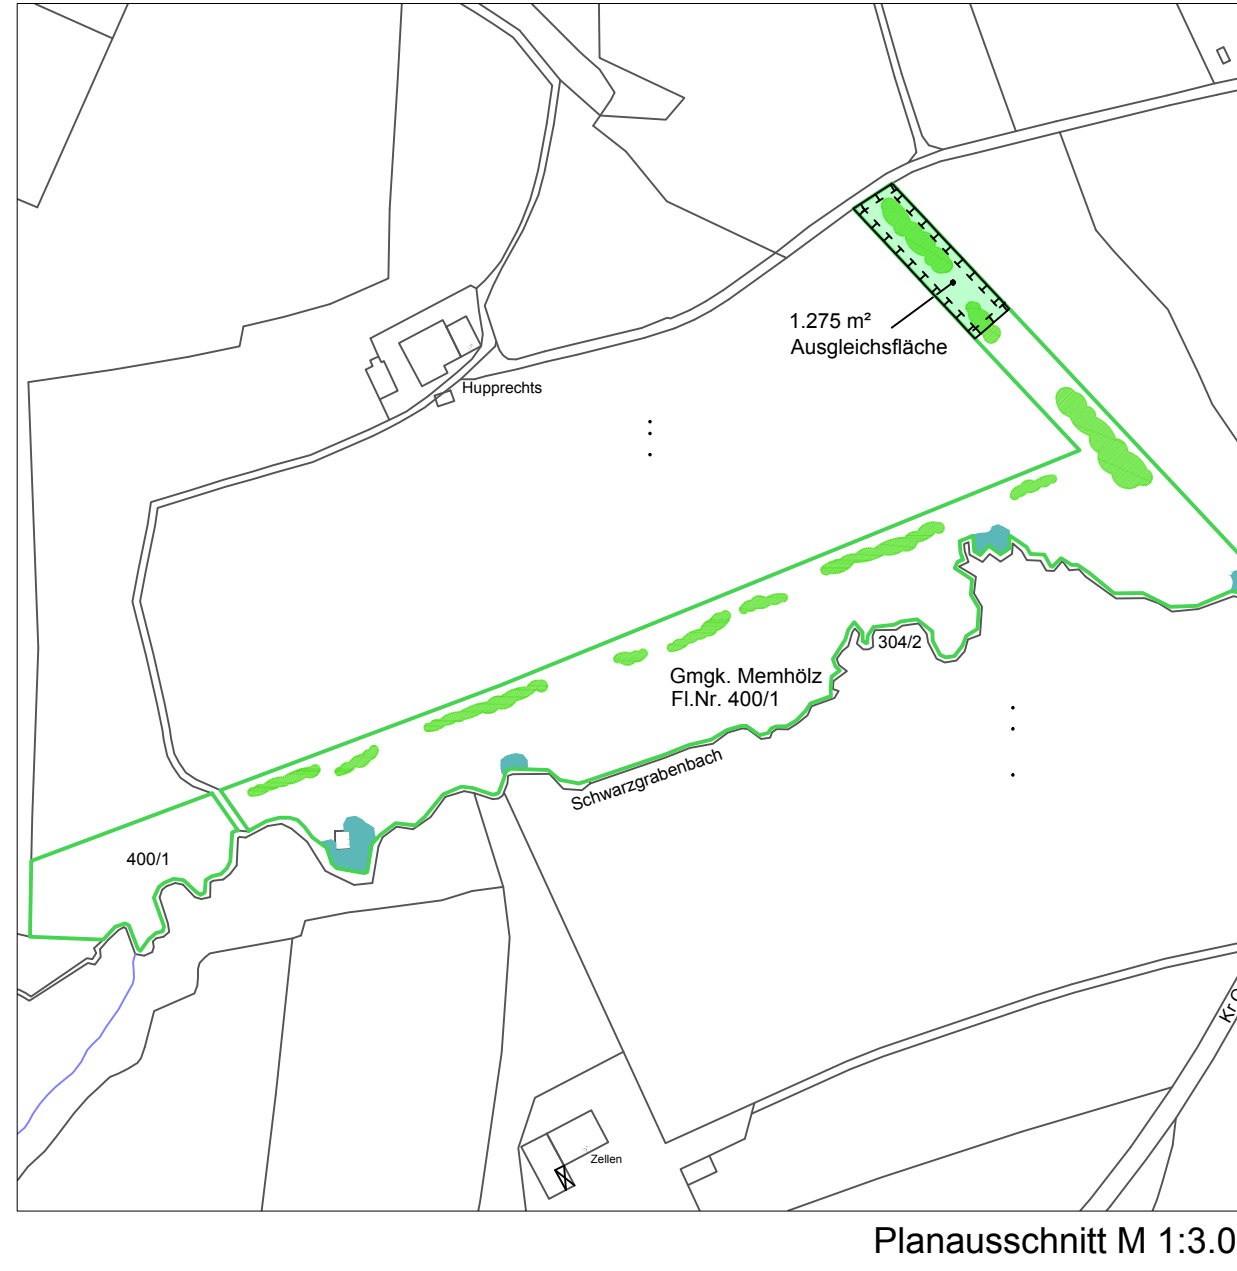 1.275 m²
Ausgleichsfläche
Hupprechts
304/2
Gmgk. Memhölz
Fl.Nr. 400/1
Schwarzgrabenbach
400/1
Kr
Zellen
Planausschnitt M 1:3.0